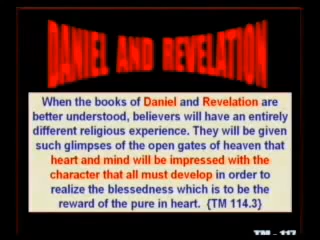 DANIEL AND REVELATION
When the books of Daniel and Revelation are
better understood, believers will have an entirely
different religious experience. They will be given
such glimpses of the open gates of heaven that
heart and mind will be impressed with the
character that all must develop in order to
realize the blessedness which is to be the
reward of the pure in heart. {TM 114.3}
TM - 117